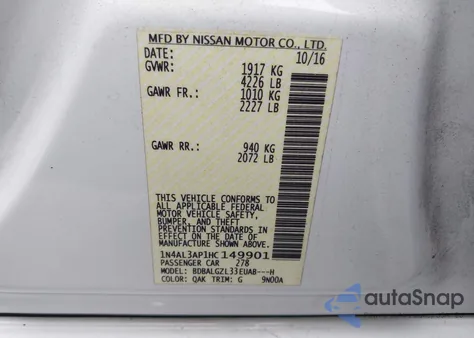 MFD BY NISSAN MOTOR CO., LTD.
DATE: 10/16
GVWR: 1917 KG
4226 LB
GAWR FR.: 1010 KG
2227 LB
GAWR RR.: 940 KG
2072 LB
THIS VEHICLE CONFORMS TO
ALL APPLICABLE FEDERAL
MOTOR VEHICLE SAFETY,
BUMPER, AND THEFT
PREVENTION STANDARDS IN
EFFECT ON THE DATE OF
MANUFACTURE SHOWN ABOVE.
1N4AL3AP1HC149901
PASSENGER CAR 278
MODEL: BDBALGZL33EUAB---H
COLOR: QAK TRIM: G 9N00A
autoSnap